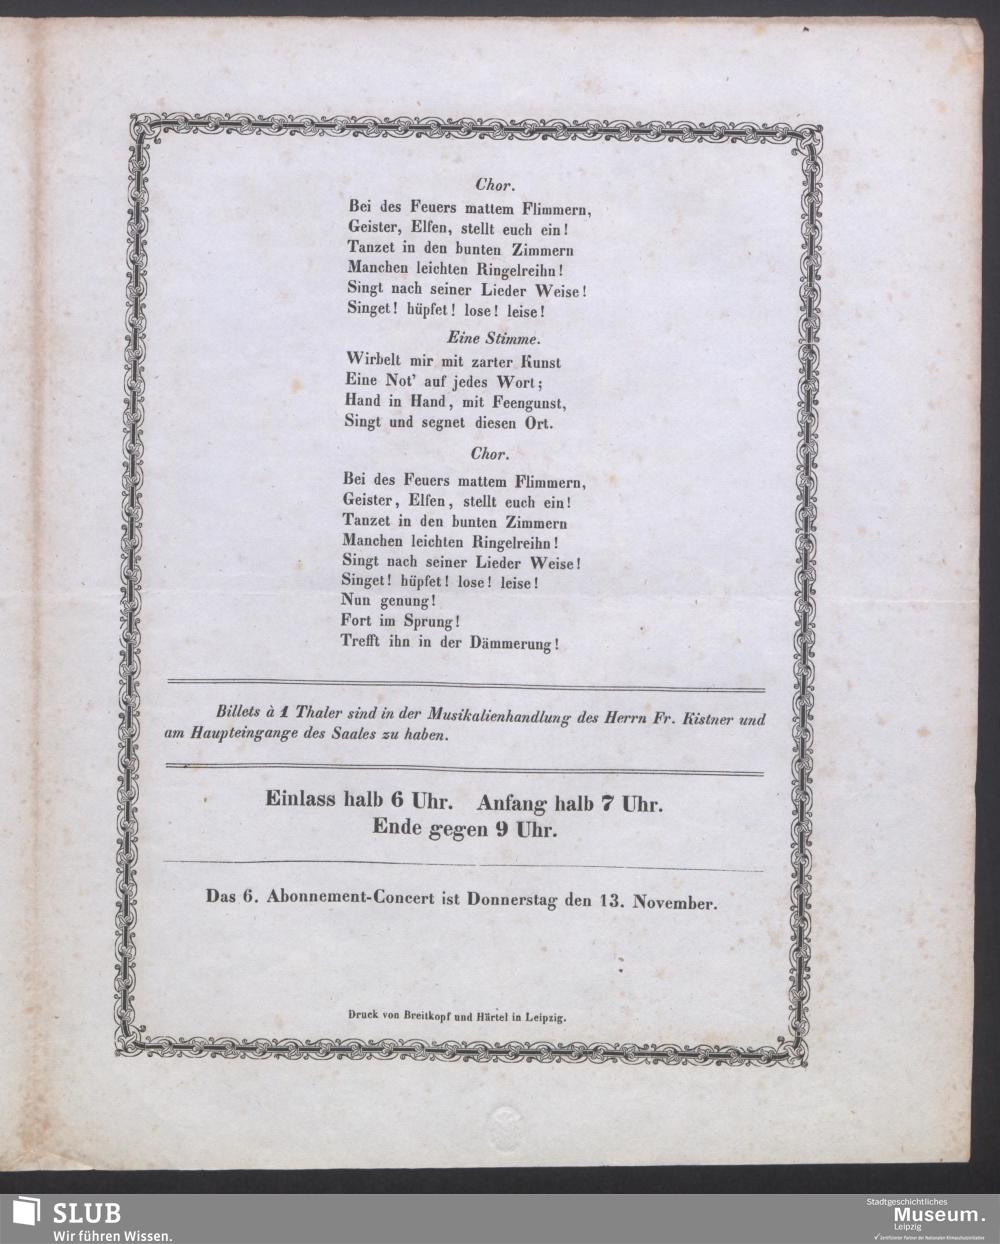 Chor.
Bei des Feuers mattem Flimmern,
Geister, Elfen, stellt euch ein!
Tanzet in den bunten Zimmern
Manchen leichten Ringelreihn!
Singt nach seiner Lieder Weise!
Singet! hüpfet! lose! leise!
Eine Stimme.
Wirbelt mir mit zarter Kunst
Eine Not' auf jedes Wort;
Hand in Hand, mit Feengunst,
Singt und segnet diesen Ort.
Chor.
Bei des Feuers mattem Flimmern,
Geister, Elfen, stellt euch ein!
Tanzet in den bunten Zimmern
Manchen leichten Ringelreihn!
Singt nach seiner Lieder Weise!
Singet! hüpfet! lose! leise!
Nun genung!
Fort im Sprung!
Trefft ihn in der Dämmerung!
Billets à 1 Thaler sind in der Musikalienhandlung des Herrn Fr. Kistner und
am Haupteingange des Saales zu haben.
Einlass halb 6 Uhr. Anfang halb 7 Uhr.
Ende gegen 9 Uhr.
Das 6. Abonnement-Concert ist Donnerstag den 13. November.
Druck von Breitkopf und Härtel in Leipzig.
SLUB
Wir führen Wissen.
Stadtgeschichtliches
Museum.
Leipzig
Zertifizierter Partner der Nationalen Klimaschutzinitiative